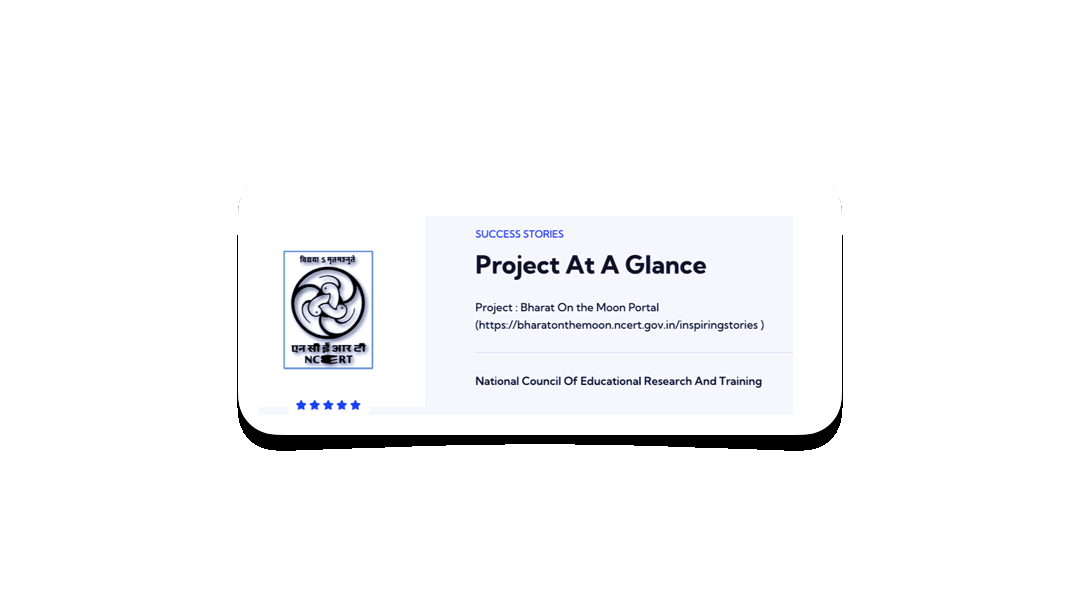 विद्यया ऽ मृतमश्नुते
एन सी ई आर टी
NCERT
SUCCESS STORIES
Project At A Glance
Project : Bharat On the Moon Portal
(https://bharatonthemoon.ncert.gov.in/inspiringstories )
National Council Of Educational Research And Training